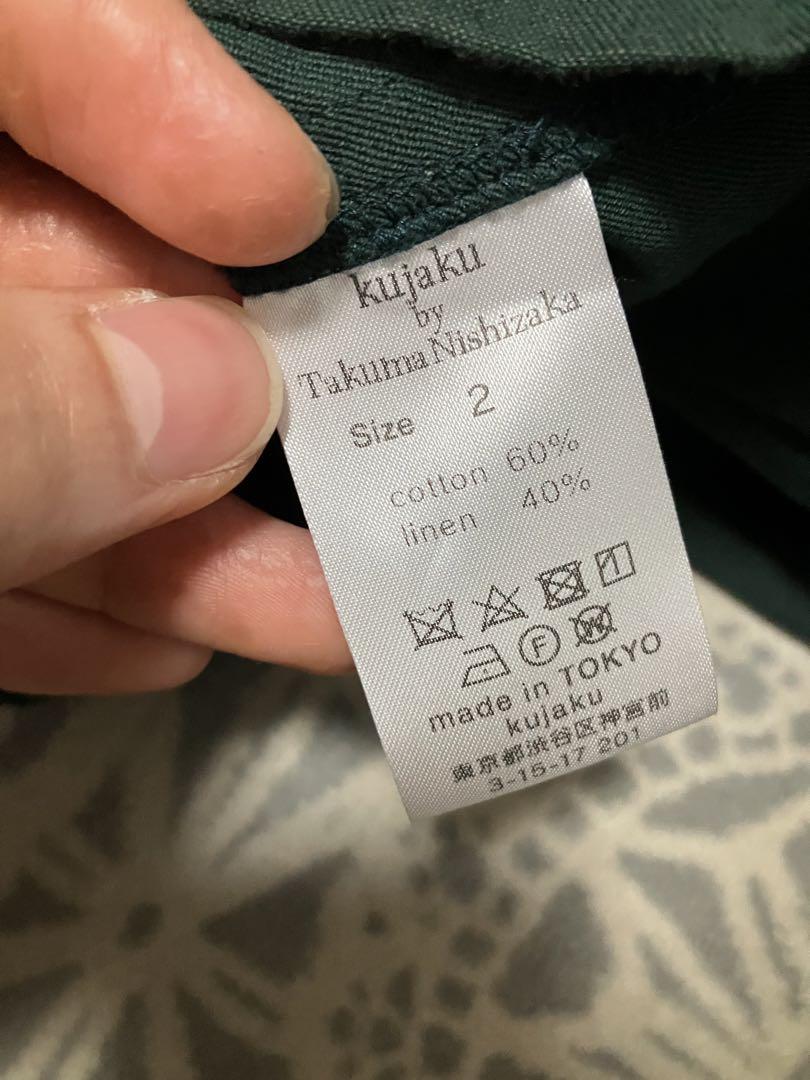 kujaku
by
Takuma Nishizaka
Size 2
cotton 60%
linen 40%
F W
made in TOKYO
kujaku
東京都渋谷区神宮前
3-15-17 201